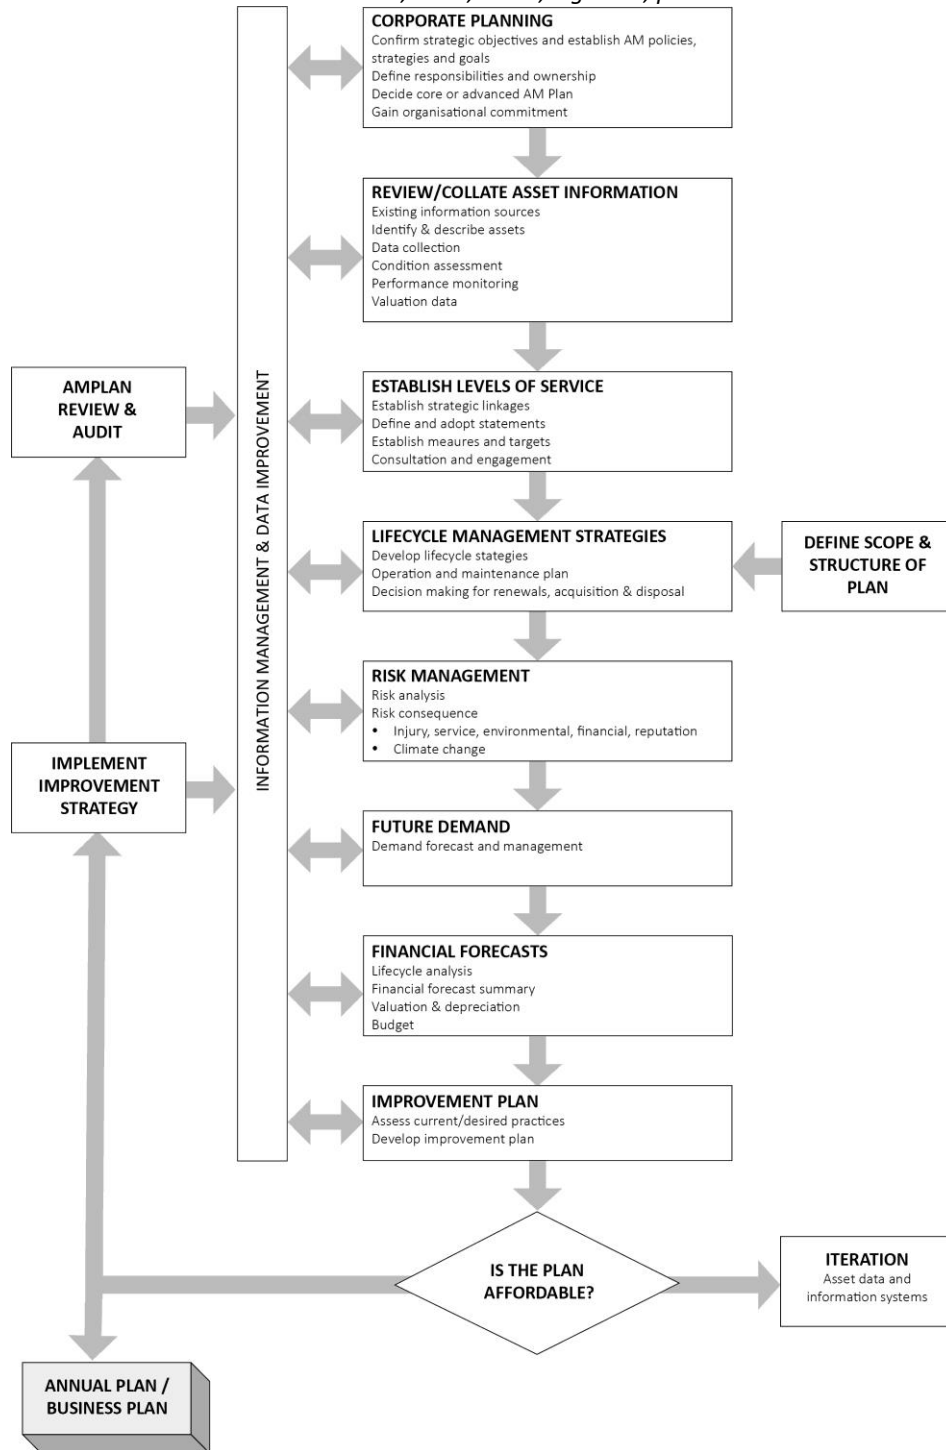 CORPORATE PLANNING
Confirm strategic objectives and establish AM policies,
strategies and goals
Define responsibilities and ownership
Decide core or advanced AM Plan
Gain organisational commitment
REVIEW/COLLATE ASSET INFORMATION
Existing information sources
Identify & describe assets
Data collection
Condition assessment
Performance monitoring
Valuation data
INFORMATION MANAGEMENT & DATA IMPROVEMENT
AMPLAN
REVIEW &
AUDIT
ESTABLISH LEVELS OF SERVICE
Establish strategic linkages
Define and adopt statements
Establish measures and targets
Consultation and engagement
LIFECYCLE MANAGEMENT STRATEGIES
Develop lifecycle stategies
Operation and maintenance plan
Decision making for renewals, acquisition & disposal
DEFINE SCOPE &
STRUCTURE OF
PLAN
RISK MANAGEMENT
Risk analysis
Risk consequence
• Injury, service, environmental, financial, reputation
• Climate change
IMPLEMENT
IMPROVEMENT
STRATEGY
FUTURE DEMAND
Demand forecast and management
FINANCIAL FORECASTS
Lifecycle analysis
Financial forecast summary
Valuation & depreciation
Budget
IMPROVEMENT PLAN
Assess current/desired practices
Develop improvement plan
IS THE PLAN
AFFORDABLE?
ITERATION
Asset data and
information systems
ANNUAL PLAN /
BUSINESS PLAN